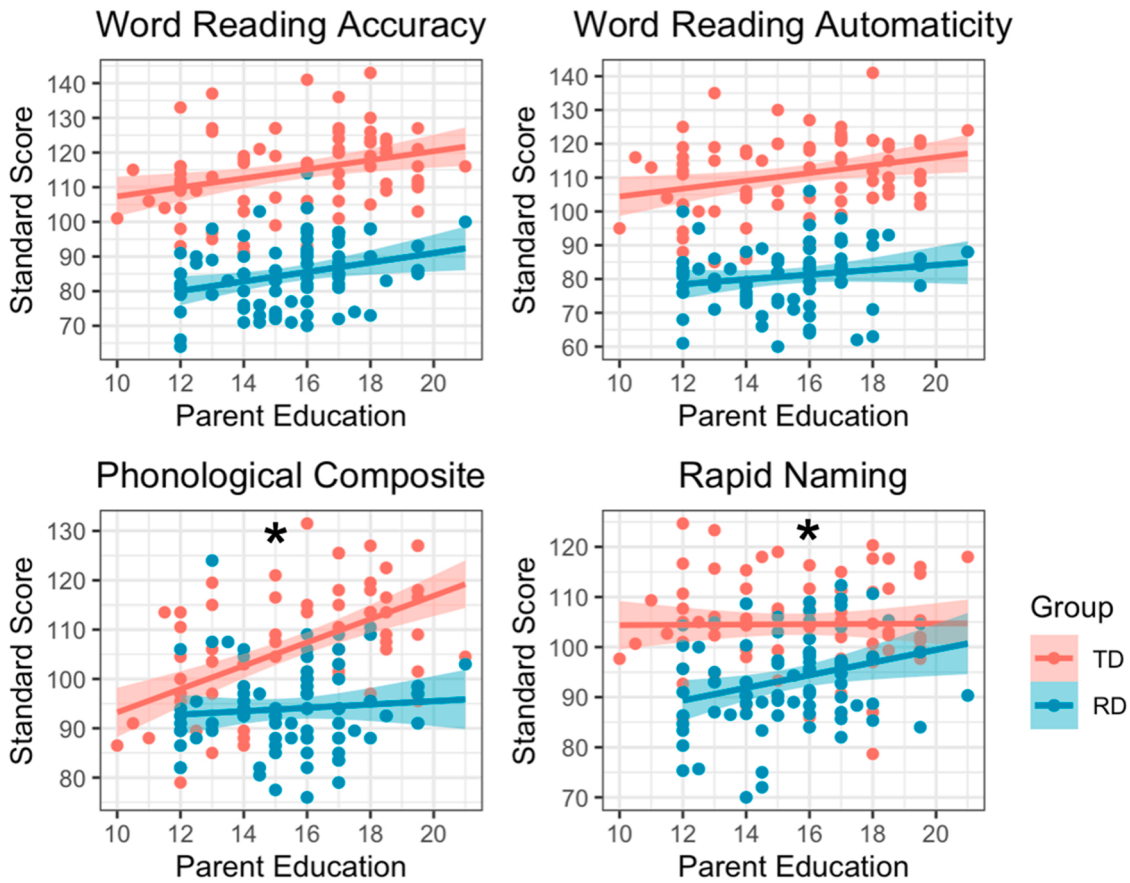 Word Reading Accuracy
Standard Score
140
130
120
110
100
90
80
70
10 12 14 16 18 20
Parent Education
Word Reading Automaticity
Standard Score
140
130
120
110
100
90
80
70
60
10 12 14 16 18 20
Parent Education
Phonological Composite
Standard Score
130
120
110
100
90
80
*
10 12 14 16 18 20
Parent Education
Rapid Naming
Standard Score
120
110
100
90
80
70
*
10 12 14 16 18 20
Parent Education
Group
TD
RD